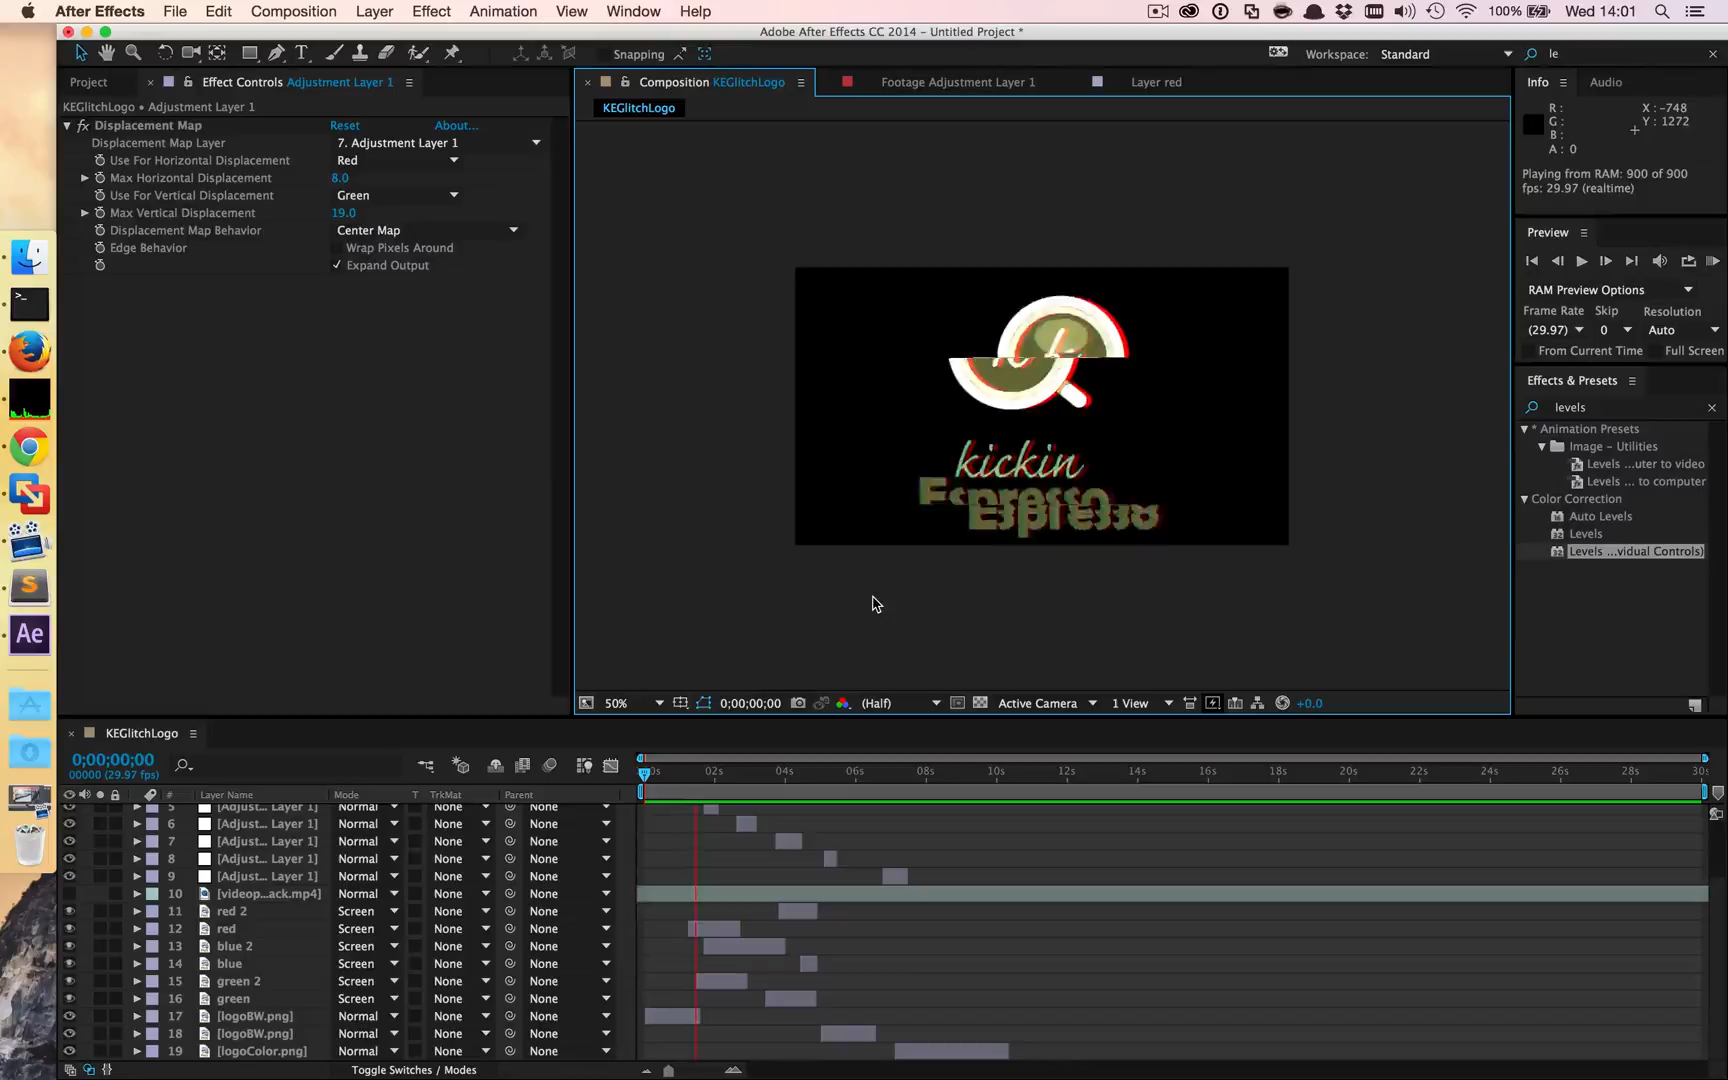 After Effects File Edit Composition Layer Effect Animation View Window Help 100% Wed 14:01
Adobe After Effects CC 2014 - Untitled Project *
Snapping Workspace: Standard le
Project Effect Controls Adjustment Layer 1
KEGlitchLogo • Adjustment Layer 1
fx Displacement Map Reset About...
Displacement Map Layer 7. Adjustment Layer 1
Use For Horizontal Displacement Red
Max Horizontal Displacement 8.0
Use For Vertical Displacement Green
Max Vertical Displacement 19.0
Displacement Map Behavior Center Map
Edge Behavior Wrap Pixels Around
Expand Output
Composition KEGlitchLogo Footage Adjustment Layer 1 Layer red
KEGlitchLogo
kickin
Espresso
Espresso
50% 0;00;00;00 (Half) Active Camera 1 View +0.0
Info Audio
R: X: -748
G: Y: 1272
B:
A: 0
Playing from RAM: 900 of 900
fps: 29.97 (realtime)
Preview
RAM Preview Options
Frame Rate Skip Resolution
(29.97) 0 Auto
From Current Time Full Screen
Effects & Presets
levels
* Animation Presets
Image - Utilities
Levels ...uter to video
Levels ... to computer
Color Correction
Auto Levels
Levels
Levels ...vidual Controls)
KEGlitchLogo
0;00;00;00
00000 (29.97 fps)
0s 02s 04s 06s 08s 10s 12s 14s 16s 18s 20s 22s 24s 26s 28s 30s
# Layer Name Mode T TrkMat Parent
5 [Adjust... Layer 1] Normal None None
6 [Adjust... Layer 1] Normal None None
7 [Adjust... Layer 1] Normal None None
8 [Adjust... Layer 1] Normal None None
9 [Adjust... Layer 1] Normal None None
10 [videop...ack.mp4] Normal None None
11 red 2 Screen None None
12 red Screen None None
13 blue 2 Screen None None
14 blue Screen None None
15 green 2 Screen None None
16 green Screen None None
17 [logoBW.png] Normal None None
18 [logoBW.png] Normal None None
19 [logoColor.png] Normal None None
Toggle Switches / Modes
Ae